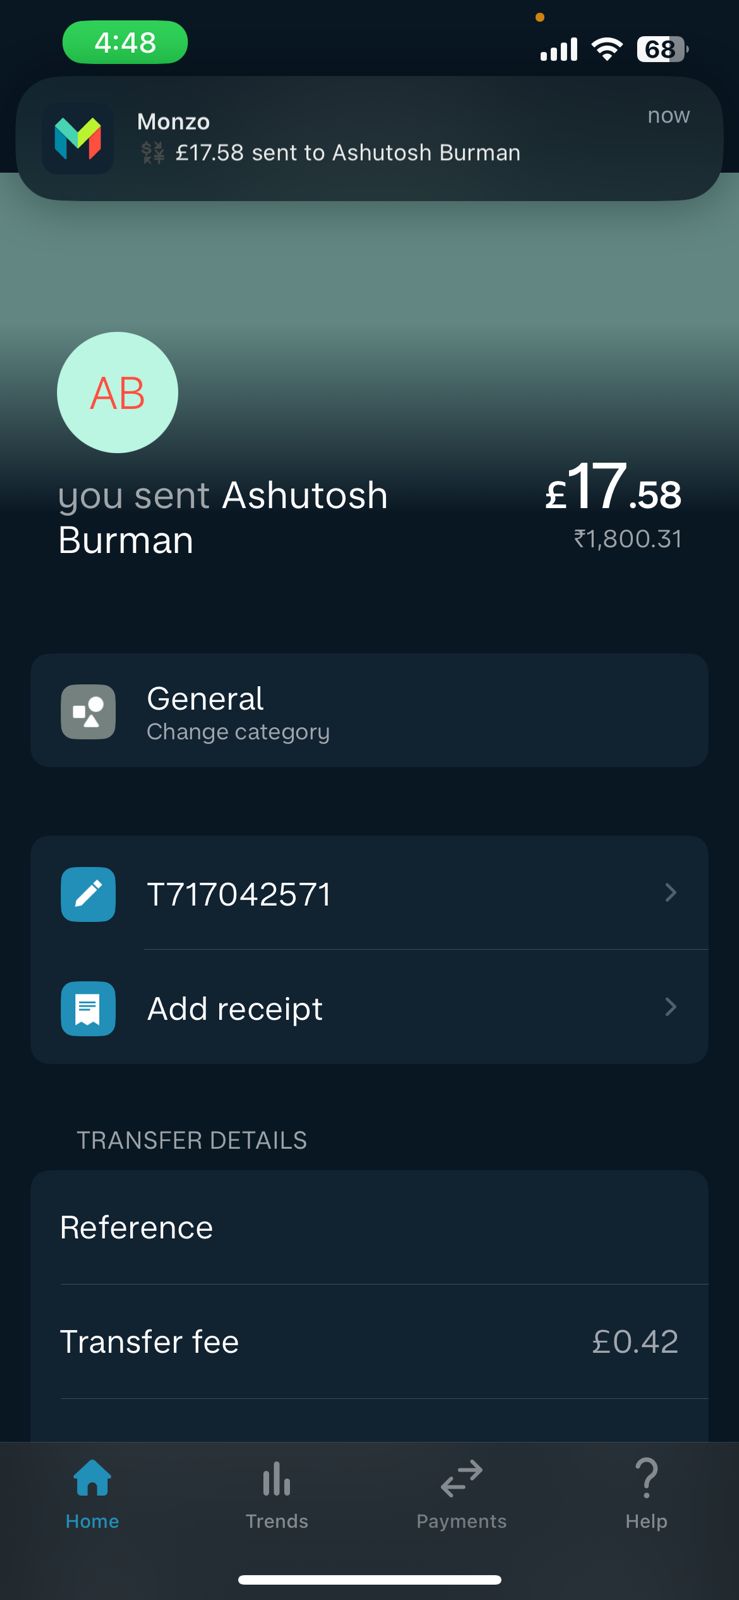 4:48
68
Monzo
now
£17.58 sent to Ashutosh Burman
AB
you sent Ashutosh
Burman
£17.58
₹1,800.31
General
Change category
T717042571
Add receipt
TRANSFER DETAILS
Reference
Transfer fee £0.42
Home Trends Payments Help